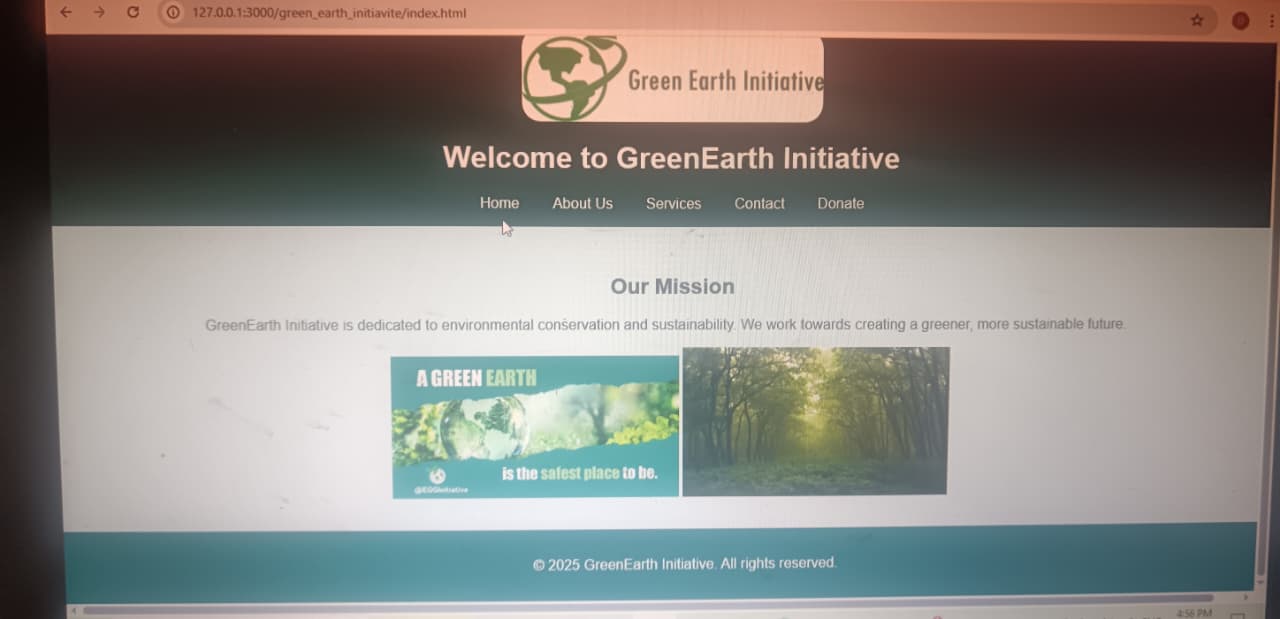 127.0.0.1:3000/green_earth_initiavite/index.html
Green Earth Initiative
Welcome to GreenEarth Initiative
Home About Us Services Contact Donate
Our Mission
GreenEarth Initiative is dedicated to environmental conservation and sustainability. We work towards creating a greener, more sustainable future.
A GREEN EARTH
is the safest place to be.
© 2025 GreenEarth Initiative. All rights reserved.
4:56 PM